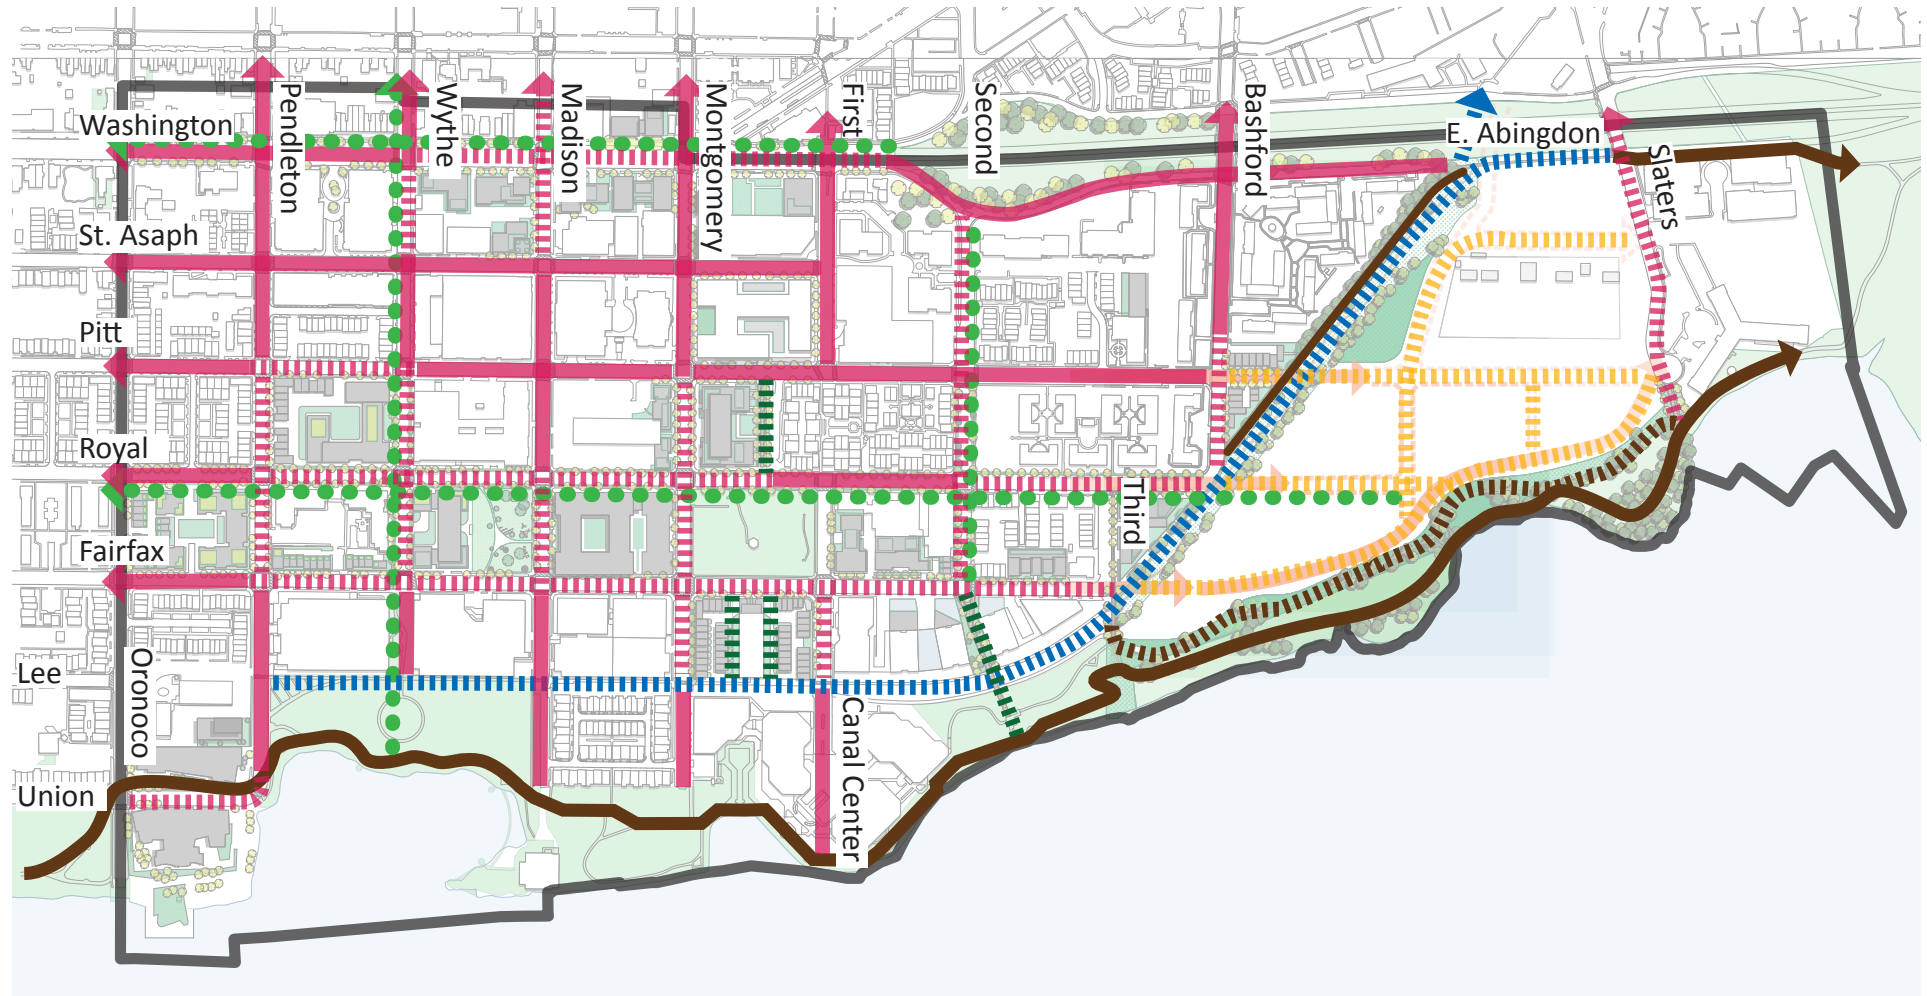 Washington
Pendleton
Wythe
Madison
Montgomery
First
Second
Bashford
E. Abingdon
Slaters
St. Asaph
Pitt
Royal
Third
Fairfax
Lee
Oronoco
Canal Center
Union